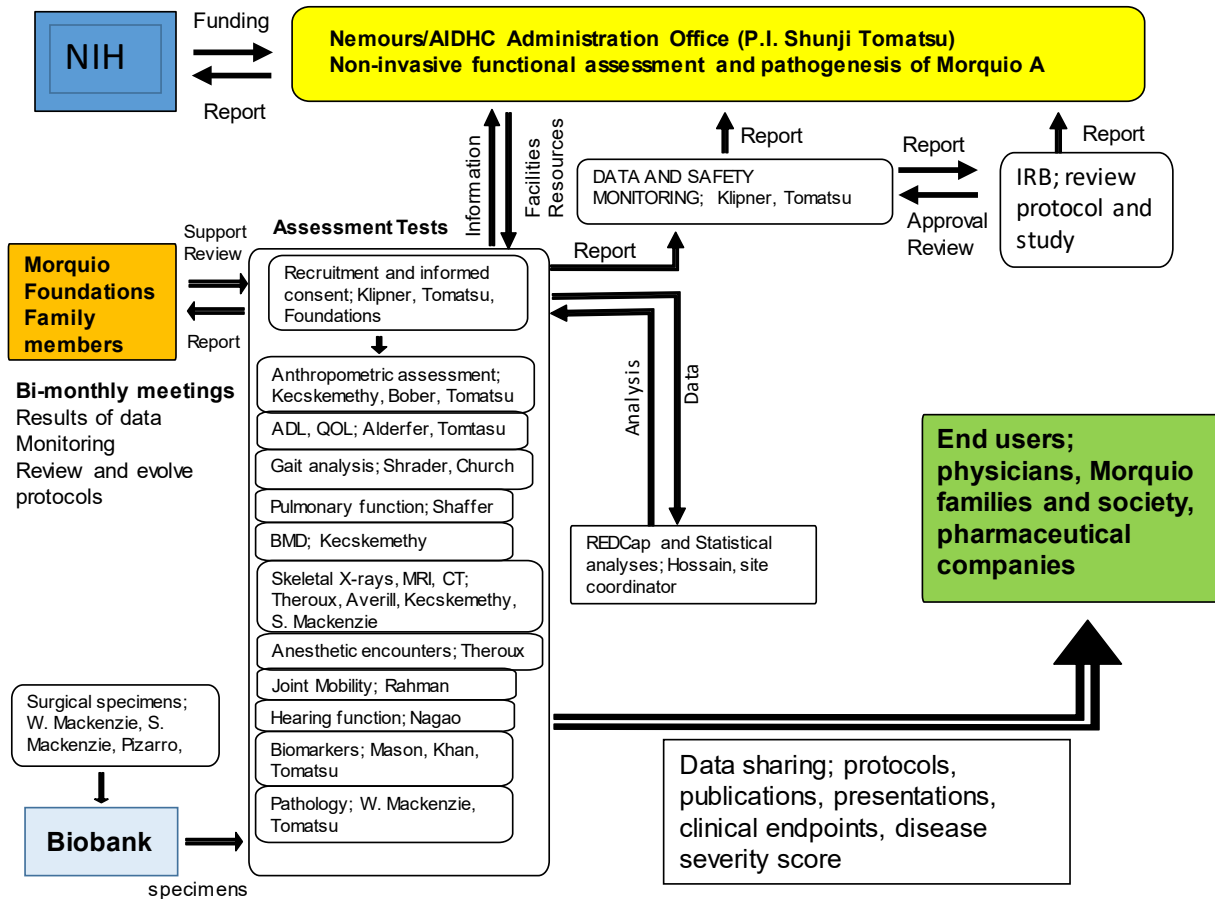 NIH
Funding
Report
Nemours/AIDHC Administration Office (P.I. Shunji Tomatsu)
Non-invasive functional assessment and pathogenesis of Morquio A
Information
Facilities
Resources
Report
DATA AND SAFETY
MONITORING; Klipner, Tomatsu
Report
Approval
Review
Report
IRB; review
protocol and
study
Morquio
Foundations
Family
members
Support
Review
Report
Bi-monthly meetings
Results of data
Monitoring
Review and evolve
protocols
Assessment Tests
Recruitment and informed
consent; Klipner, Tomatsu,
Foundations
Anthropometric assessment;
Kecskemethy, Bober, Tomatsu
ADL, QOL; Alderfer, Tomtasu
Gait analysis; Shrader, Church
Pulmonary function; Shaffer
BMD; Kecskemethy
Skeletal X-rays, MRI, CT;
Theroux, Averill, Kecskemethy,
S. Mackenzie
Anesthetic encounters; Theroux
Joint Mobility; Rahman
Hearing function; Nagao
Biomarkers; Mason, Khan,
Tomatsu
Pathology; W. Mackenzie,
Tomatsu
Report
Analysis
Data
REDCap and Statistical
analyses; Hossain, site
coordinator
End users;
physicians, Morquio
families and society,
pharmaceutical
companies
Surgical specimens;
W. Mackenzie, S.
Mackenzie, Pizarro,
Biobank
specimens
Data sharing; protocols,
publications, presentations,
clinical endpoints, disease
severity score